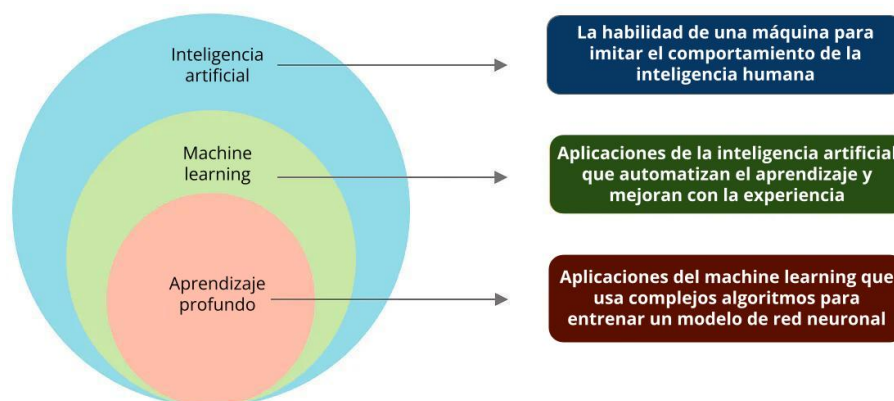 Inteligencia
artificial
La habilidad de una máquina para
imitar el comportamiento de la
inteligencia humana
Machine
learning
Aplicaciones de la inteligencia artificial
que automatizan el aprendizaje y
mejoran con la experiencia
Aprendizaje
profundo
Aplicaciones del machine learning que
usa complejos algoritmos para
entrenar un modelo de red neuronal